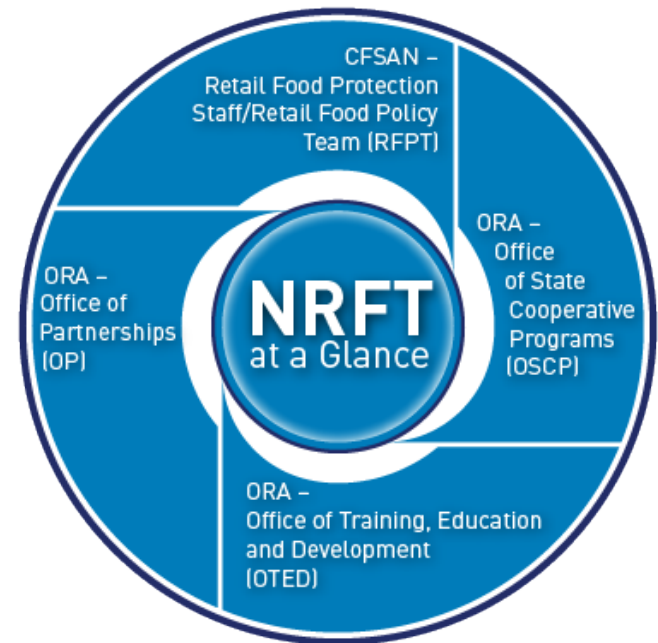 CFSAN –
Retail Food Protection
Staff/Retail Food Policy
Team (RFPT)
ORA –
Office
of State
Cooperative
Programs
(OSCP)
ORA –
Office of
Partnerships
(OP)
NRFT
at a Glance
ORA –
Office of Training, Education
and Development
(OTED)